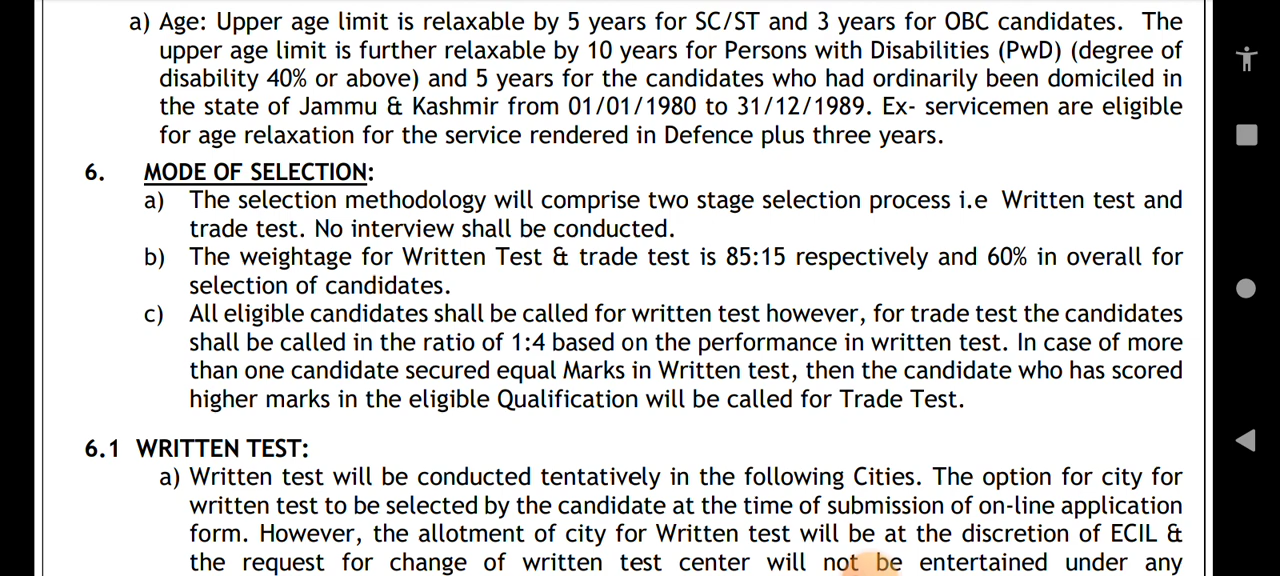 a) Age: Upper age limit is relaxable by 5 years for SC/ST and 3 years for OBC candidates. The
upper age limit is further relaxable by 10 years for Persons with Disabilities (PwD) (degree of
disability 40% or above) and 5 years for the candidates who had ordinarily been domiciled in
the state of Jammu & Kashmir from 01/01/1980 to 31/12/1989. Ex- servicemen are eligible
for age relaxation for the service rendered in Defence plus three years.
6. MODE OF SELECTION:
a) The selection methodology will comprise two stage selection process i.e Written test and
trade test. No interview shall be conducted.
b) The weightage for Written Test & trade test is 85:15 respectively and 60% in overall for
selection of candidates.
c) All eligible candidates shall be called for written test however, for trade test the candidates
shall be called in the ratio of 1:4 based on the performance in written test. In case of more
than one candidate secured equal Marks in Written test, then the candidate who has scored
higher marks in the eligible Qualification will be called for Trade Test.
6.1 WRITTEN TEST:
a) Written test will be conducted tentatively in the following Cities. The option for city for
written test to be selected by the candidate at the time of submission of on-line application
form. However, the allotment of city for Written test will be at the discretion of ECIL &
the request for change of written test center will not be entertained under any